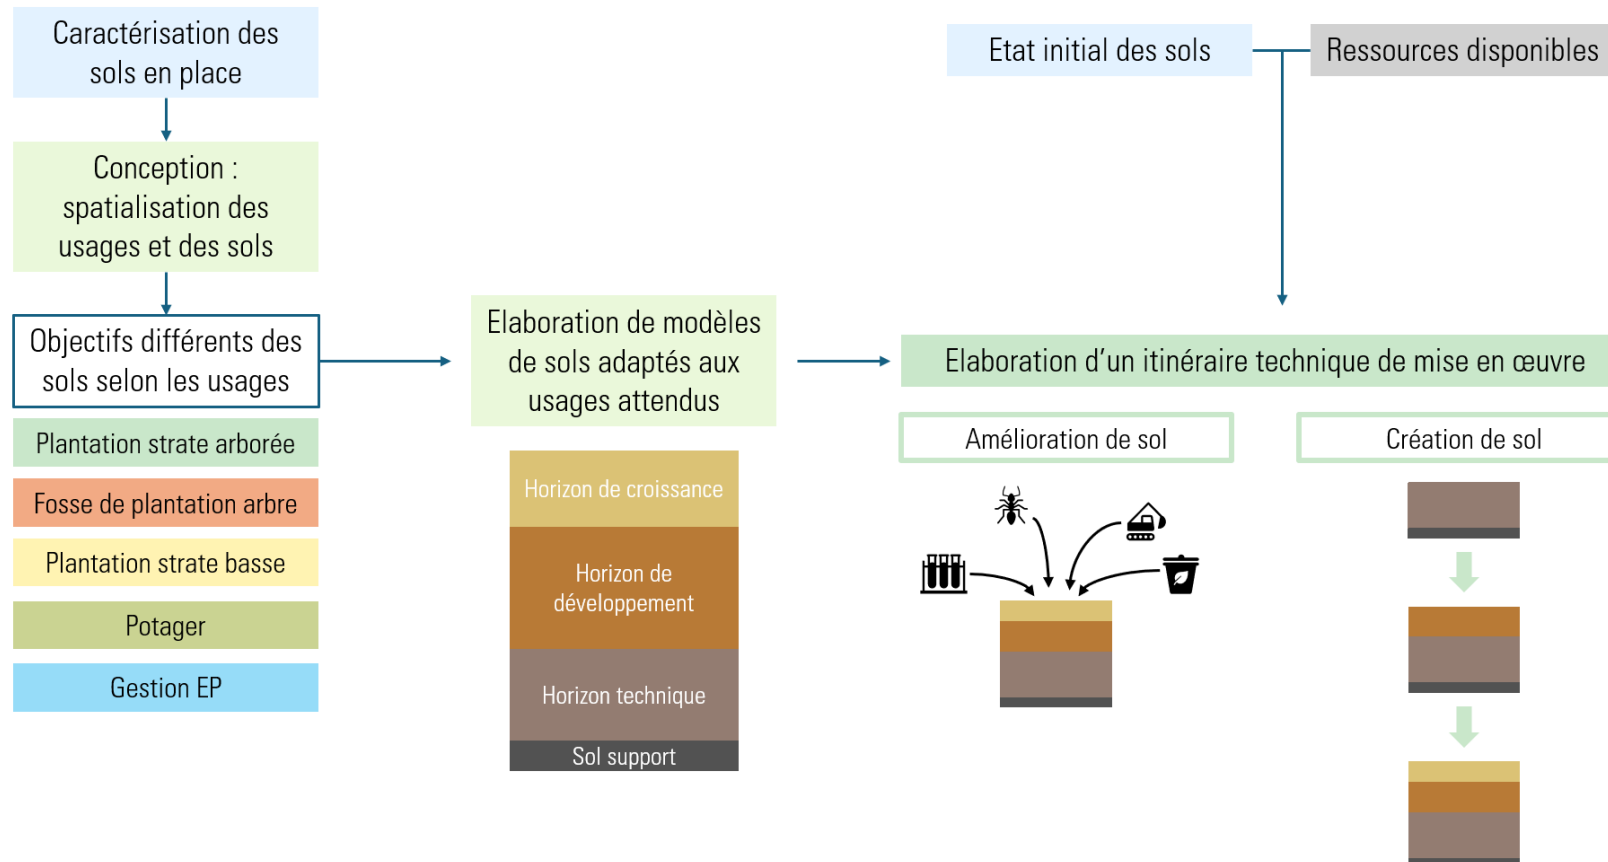 Caractérisation des
sols en place
Conception :
spatialisation des
usages et des sols
Objectifs différents des
sols selon les usages
Plantation strate arborée
Fosse de plantation arbre
Plantation strate basse
Potager
Gestion EP
Elaboration de modèles
de sols adaptés aux
usages attendus
Horizon de croissance
Horizon de
développement
Horizon technique
Sol support
Etat initial des sols
Ressources disponibles
Elaboration d’un itinéraire technique de mise en œuvre
Amélioration de sol
Création de sol